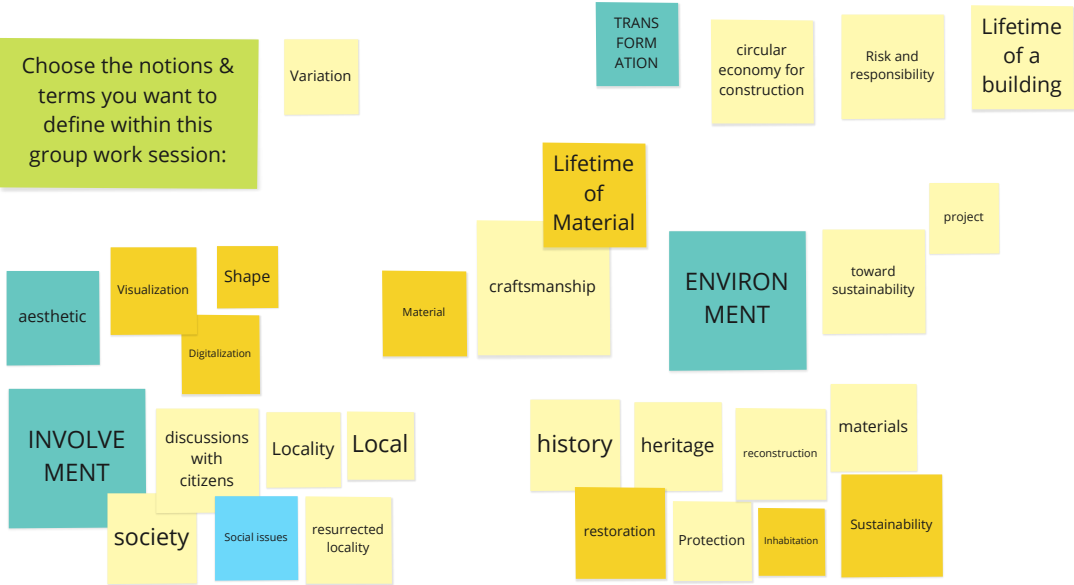 Choose the notions &
terms you want to
define within this
group work session:
Variation
TRANS
FORM
ATION
circular
economy for
construction
Risk and
responsibility
Lifetime
of a
building
Lifetime
of
Material
craftsmanship
Material
ENVIRON
MENT
toward
sustainability
project
aesthetic
Visualization
Shape
Digitalization
INVOLVE
MENT
discussions
with
citizens
Locality
Local
society
Social issues
resurrected
locality
history
heritage
reconstruction
materials
restoration
Protection
Inhabitation
Sustainability